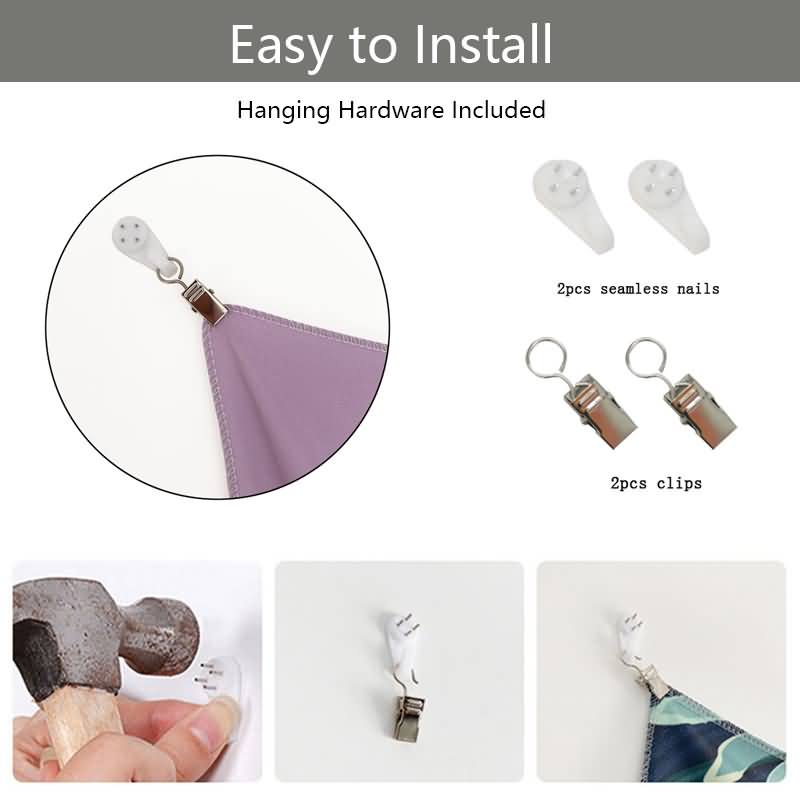 Easy to Install
Hanging Hardware Included
2pcs seamless nails
2pcs clips